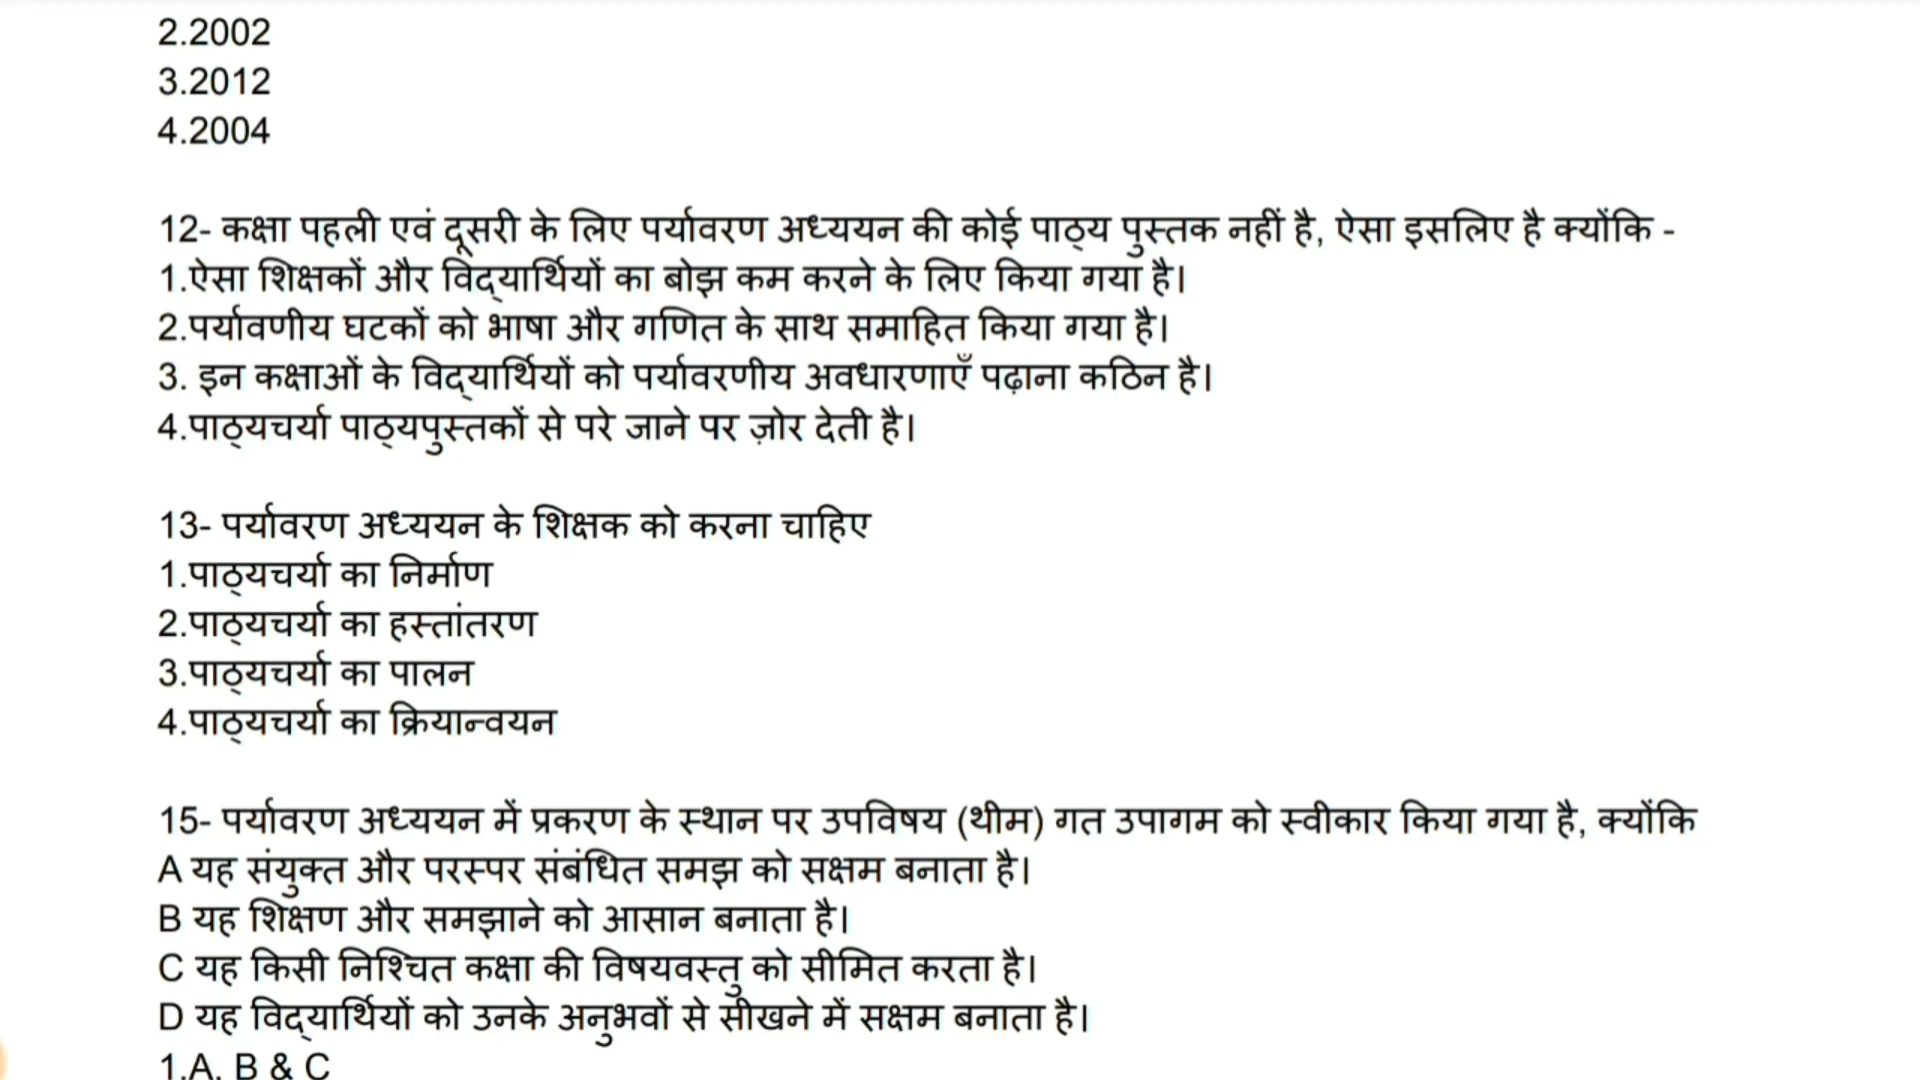 2.2002
3.2012
4.2004
12- कक्षा पहली एवं दूसरी के लिए पर्यावरण अध्ययन की कोई पाठ्य पुस्तक नहीं है, ऐसा इसलिए है क्योंकि -
1.ऐसा शिक्षकों और विद्यार्थियों का बोझ कम करने के लिए किया गया है।
2.पर्यावणीय घटकों को भाषा और गणित के साथ समाहित किया गया है।
3. इन कक्षाओं के विद्यार्थियों को पर्यावरणीय अवधारणाएँ पढ़ाना कठिन है।
4.पाठ्यचर्या पाठ्यपुस्तकों से परे जाने पर ज़ोर देती है।
13- पर्यावरण अध्ययन के शिक्षक को करना चाहिए
1.पाठ्यचर्या का निर्माण
2.पाठ्यचर्या का हस्तांतरण
3.पाठ्यचर्या का पालन
4.पाठ्यचर्या का क्रियान्वयन
15- पर्यावरण अध्ययन में प्रकरण के स्थान पर उपविषय (थीम) गत उपागम को स्वीकार किया गया है, क्योंकि
A यह संयुक्त और परस्पर संबंधित समझ को सक्षम बनाता है।
B यह शिक्षण और समझाने को आसान बनाता है।
C यह किसी निश्चित कक्षा की विषयवस्तु को सीमित करता है।
D यह विद्यार्थियों को उनके अनुभवों से सीखने में सक्षम बनाता है।
1.A, B & C